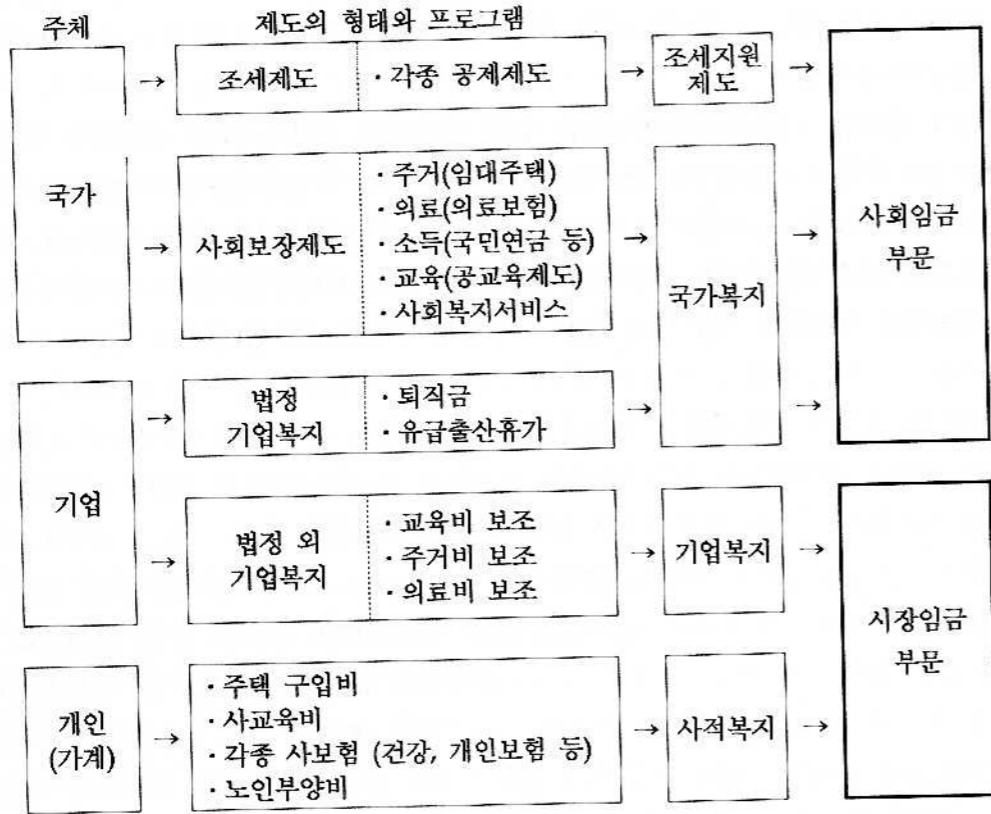 주체
제도의 형태와 프로그램
국가
→
조세제도
· 각종 공제제도
→
조세지원
제도
→
→
사회보장제도
· 주거(임대주택)
· 의료(의료보험)
· 소득(국민연금 등)
· 교육(공교육제도)
· 사회복지서비스
→
국가복지
→
사회임금
부문
기업
→
법정
기업복지
· 퇴직금
· 유급출산휴가
→
→
→
법정 외
기업복지
· 교육비 보조
· 주거비 보조
· 의료비 보조
→
기업복지
→
시장임금
부문
개인
(가계)
→
· 주택 구입비
· 사교육비
· 각종 사보험 (건강, 개인보험 등)
· 노인부양비
→
사적복지
→